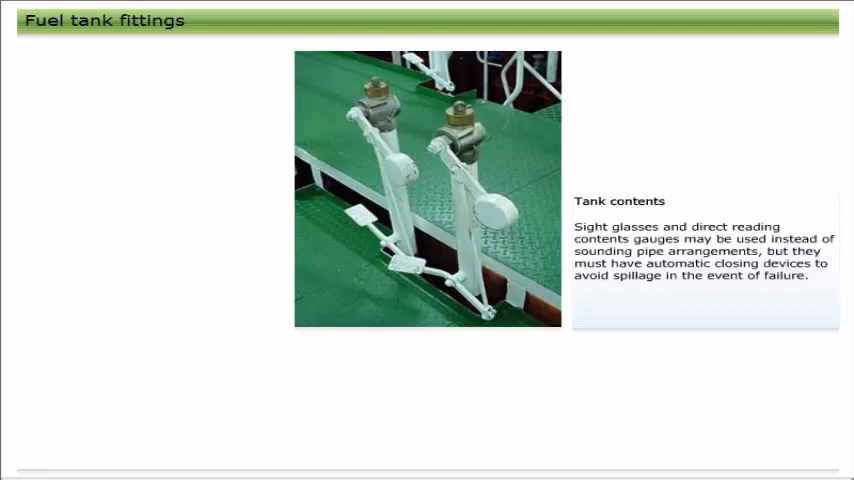 Fuel tank fittings
Tank contents
Sight glasses and direct reading
contents gauges may be used instead of
sounding pipe arrangements, but they
must have automatic closing devices to
avoid spillage in the event of failure.